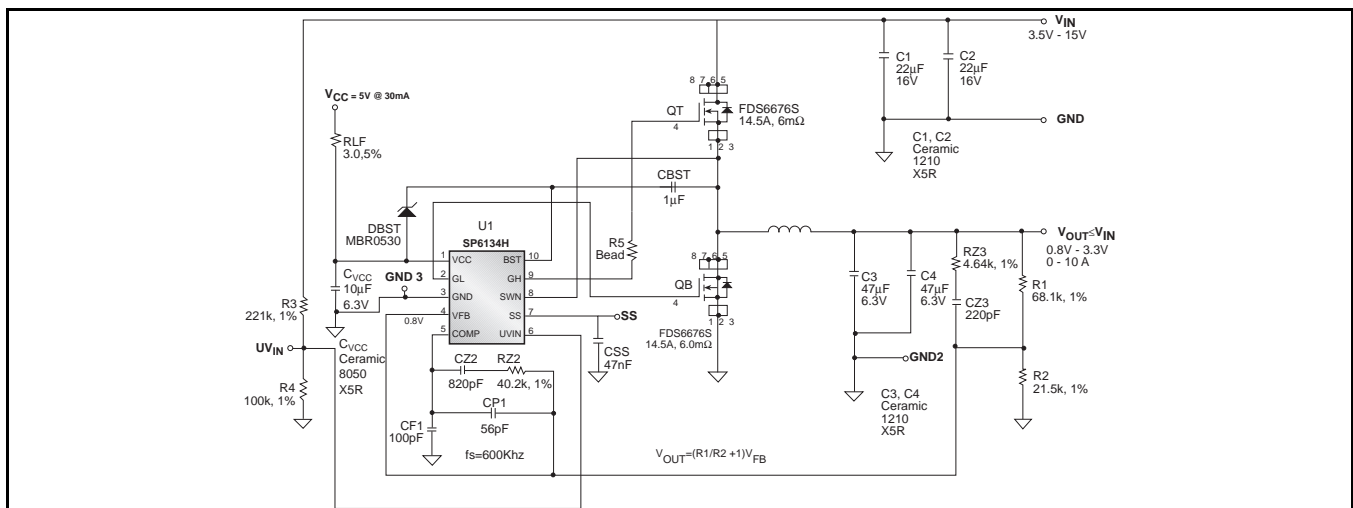 VIN
3.5V - 15V
C1
22µF
16V
C2
22µF
16V
GND
C1, C2
Ceramic
1210
X5R
8 7 6 5
QT
4
FDS6676S
14.5A, 6mΩ
1 2 3
VCC = 5V @ 30mA
RLF
3.0,5%
CBST
1µF
DBST
MBR0530
U1
SP6134H
1 VCC BST 10
2 GL GH 9
3 GND SWN 8
4 VFB SS 7
5 COMP UVIN 6
0.8V
R5
Bead
8 7 6 5
QB
4
1 2 3
FDS6676S
14.5A, 6.0mΩ
VOUT≤VIN
0.8V - 3.3V
0 - 10 A
C3
47µF
6.3V
C4
47µF
6.3V
RZ3
4.64k, 1%
CZ3
220pF
R1
68.1k, 1%
R2
21.5k, 1%
GND2
C3, C4
Ceramic
1210
X5R
CVCC
10µF
6.3V
GND 3
R3
221k, 1%
UVIN
R4
100k, 1%
CVCC
Ceramic
8050
X5R
SS
CSS
47nF
CZ2
820pF
RZ2
40.2k, 1%
CP1
56pF
CF1
100pF
fs=600Khz
VOUT=(R1/R2 +1)VFB